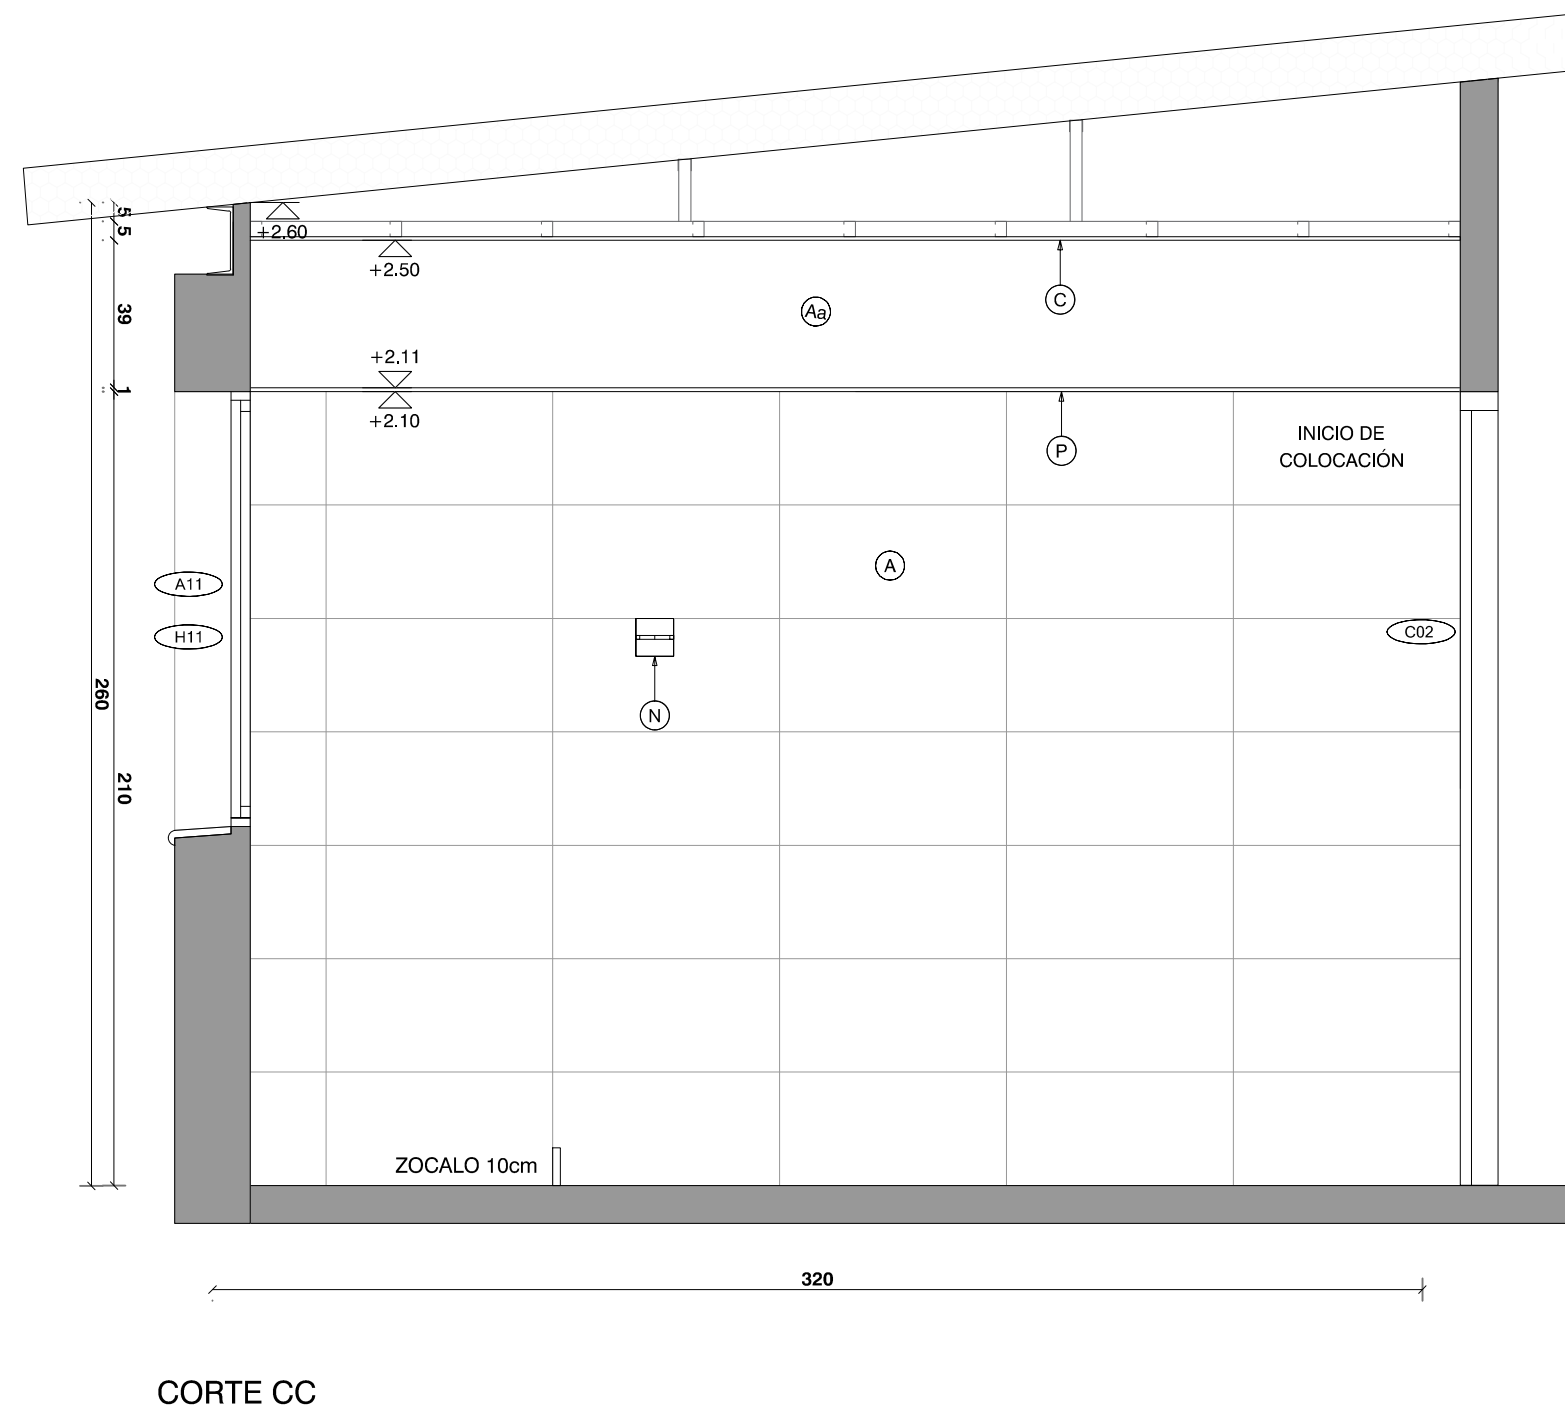 5
5
+2.60
+2.50
39
Aa
C
+2.11
1
+2.10
INICIO DE
COLOCACIÓN
P
A11
A
H11
C02
N
260
210
ZOCALO 10cm
320
CORTE CC